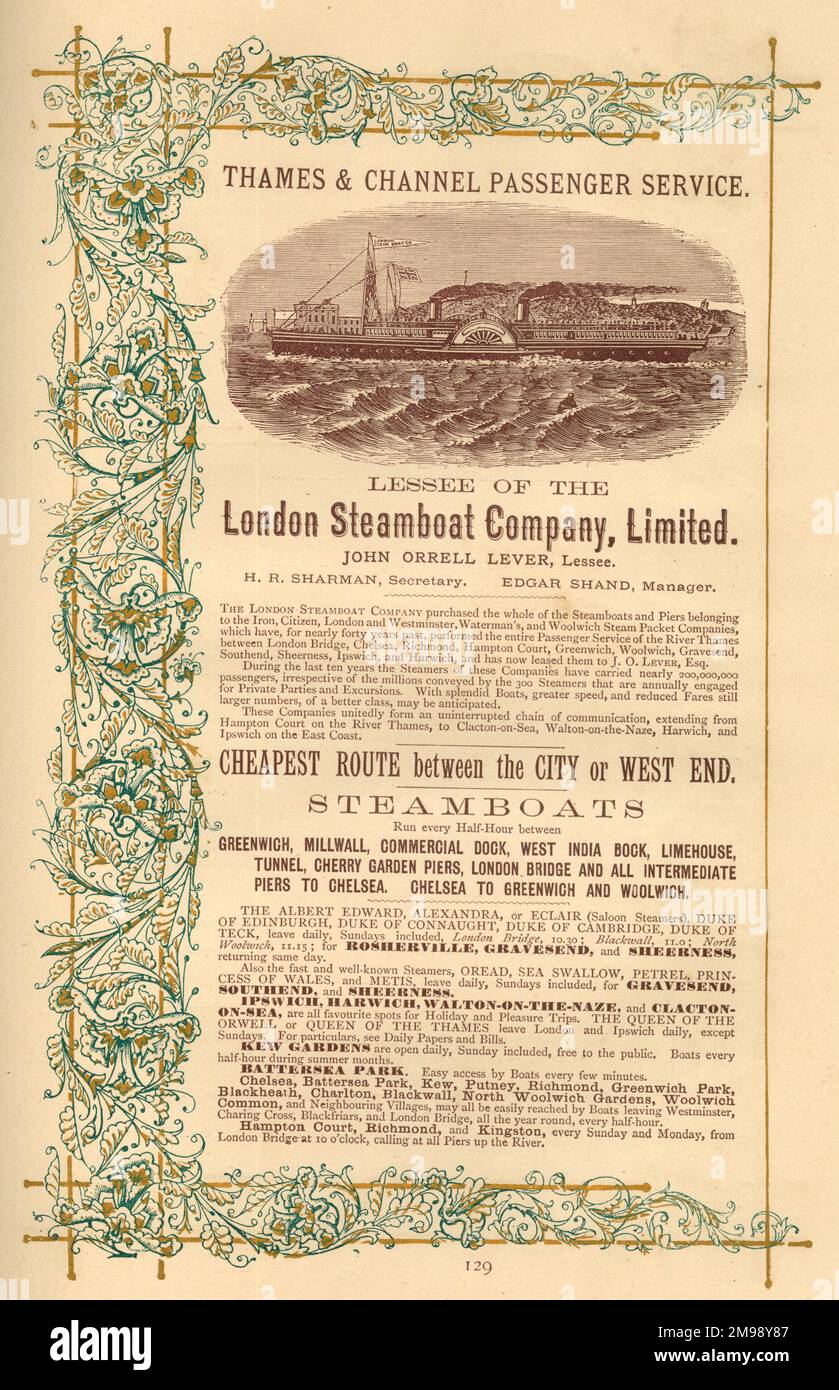 THAMES & CHANNEL PASSENGER SERVICE.
LONDON
STEAM BOAT CO
LESSEE OF THE
London Steamboat Company, Limited.
JOHN ORRELL LEVER, Lessee.
H. R. SHARMAN, Secretary. EDGAR SHAND, Manager.
THE LONDON STEAMBOAT COMPANY purchased the whole of the Steamboats and Piers belonging
to the Iron, Citizen, London and Westminster, Waterman's, and Woolwich Steam Packet Companies,
which have, for nearly forty years past, performed the entire Passenger Service of the River Thames
between London Bridge, Chelsea, Richmond, Hampton Court, Greenwich, Woolwich, Gravesend,
Southend, Sheerness, Ipswich, and Harwich, and has now leased them to J. O. LEVER, Esq.
During the last ten years the Steamers of these Companies have carried nearly 200,000,000
passengers, irrespective of the millions conveyed by the 300 Steamers that are annually engaged
for Private Parties and Excursions. With splendid Boats, greater speed, and reduced Fares still
larger numbers, of a better class, may be anticipated.
These Companies unitedly form an uninterrupted chain of communication, extending from
Hampton Court on the River Thames, to Clacton-on-Sea, Walton-on-the-Naze, Harwich, and
Ipswich on the East Coast.
CHEAPEST ROUTE between the CITY or WEST END.
STEAMBOATS
Run every Half-Hour between
GREENWICH, MILLWALL, COMMERCIAL DOCK, WEST INDIA BOCK, LIMEHOUSE,
TUNNEL, CHERRY GARDEN PIERS, LONDON BRIDGE AND ALL INTERMEDIATE
PIERS TO CHELSEA. CHELSEA TO GREENWICH AND WOOLWICH.
THE ALBERT EDWARD, ALEXANDRA, or ECLAIR (Saloon Steamers), DUKE
OF EDINBURGH, DUKE OF CONNAUGHT, DUKE OF CAMBRIDGE, DUKE OF
TECK, leave daily, Sundays included, London Bridge, 10.30; Blackwall, 11.0; North
Woolwich, 11.15; for ROSHERVILLE, GRAVESEND, and SHEERNESS,
returning same day.
Also the fast and well-known Steamers, OREAD, SEA SWALLOW, PETREL, PRIN-
CESS OF WALES, and METIS, leave daily, Sundays included, for GRAVESEND,
SOUTHEND, and SHEERNESS.
IPSWICH, HARWICH, WALTON-ON-THE-NAZE, and CLACTON-
ON-SEA, are all favourite spots for Holiday and Pleasure Trips. THE QUEEN OF THE
ORWELL or QUEEN OF THE THAMES leave London and Ipswich daily, except
Sundays. For particulars, see Daily Papers and Bills.
KEW GARDENS are open daily, Sunday included, free to the public. Boats every
half-hour during summer months.
BATTERSEA PARK. Easy access by Boats every few minutes.
Chelsea, Battersea Park, Kew, Putney, Richmond, Greenwich Park,
Blackheath, Charlton, Blackwall, North Woolwich Gardens, Woolwich
Common, and Neighbouring Villages, may all be easily reached by Boats leaving Westminster,
Charing Cross, Blackfriars, and London Bridge, all the year round, every half-hour.
Hampton Court, Richmond, and Kingston, every Sunday and Monday, from
London Bridge at 10 o'clock, calling at all Piers up the River.
129
alamy
Image ID: 2M98Y87
www.alamy.com